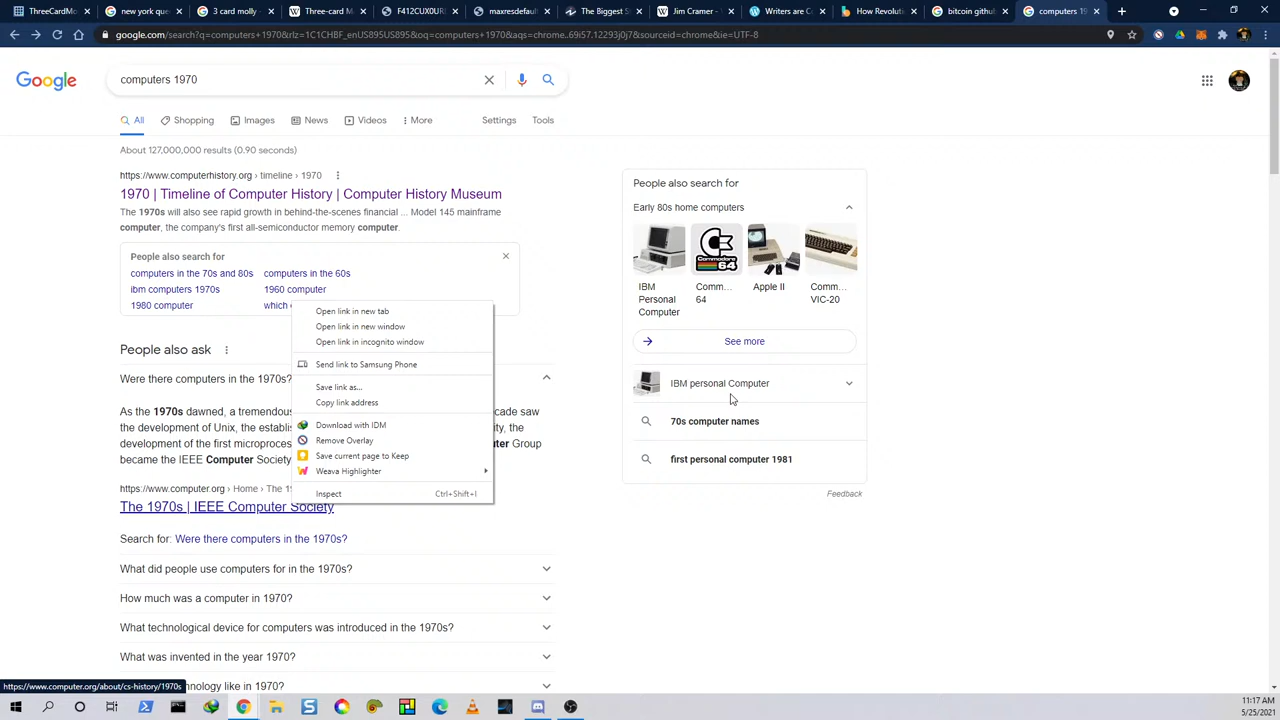 ThreeCardMo
new york que
3 card molly
Three-card M
F412CUX0UR
maxresdefaul
The Biggest S
Jim Cramer -
Writers are C
How Revoluti
bitcoin github
computers 19
google.com/search?q=computers+1970&rlz=1C1CHBF_enUS895US895&oq=computers+1970&aqs=chrome..69i57.12293j0j7&sourceid=chrome&ie=UTF-8
Google
computers 1970
All
Shopping
Images
News
Videos
More
Settings
Tools
About 127,000,000 results (0.90 seconds)
https://www.computerhistory.org › timeline › 1970
1970 | Timeline of Computer History | Computer History Museum
The 1970s will also see rapid growth in behind-the-scenes financial ... Model 145 mainframe
computer, the company's first all-semiconductor memory computer.
People also search for
computers in the 70s and 80s
computers in the 60s
ibm computers 1970s
1960 computer
1980 computer
which
Open link in new tab
Open link in new window
Open link in incognito window
Send link to Samsung Phone
Save link as...
Copy link address
Download with IDM
Remove Overlay
Save current page to Keep
Weava Highlighter
Inspect
Ctrl+Shift+I
People also ask
Were there computers in the 1970s?
As the 1970s dawned, a tremendous
cade saw
the development of Unix, the establis
ity, the
development of the first microproces
uter Group
became the IEEE Computer Society
https://www.computer.org › Home › The 1
The 1970s | IEEE Computer Society
Search for: Were there computers in the 1970s?
What did people use computers for in the 1970s?
How much was a computer in 1970?
What technological device for computers was introduced in the 1970s?
What was invented in the year 1970?
nology like in 1970?
https://www.computer.org/about/cs-history/1970s
People also search for
Early 80s home computers
COMMODORE
64
IBM
Personal
Computer
Comm...
64
Apple II
Comm...
VIC-20
See more
IBM personal Computer
70s computer names
first personal computer 1981
Feedback
11:17 AM
5/25/2021